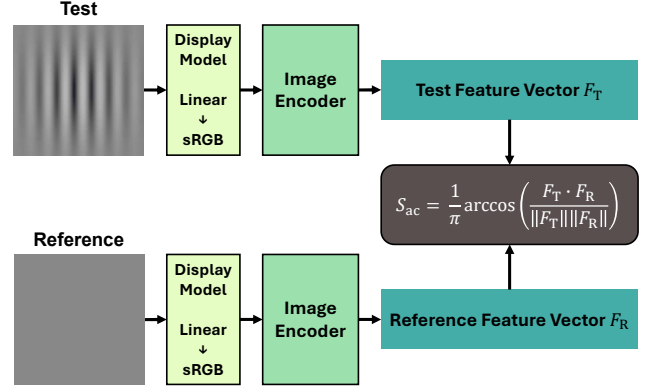 Test
Display
Model
Linear
↓
sRGB
Image
Encoder
Test Feature Vector F_T
S_ac = 1/π arccos ( F_T · F_R / ‖F_T‖‖F_R‖ )
Reference
Display
Model
Linear
↓
sRGB
Image
Encoder
Reference Feature Vector F_R